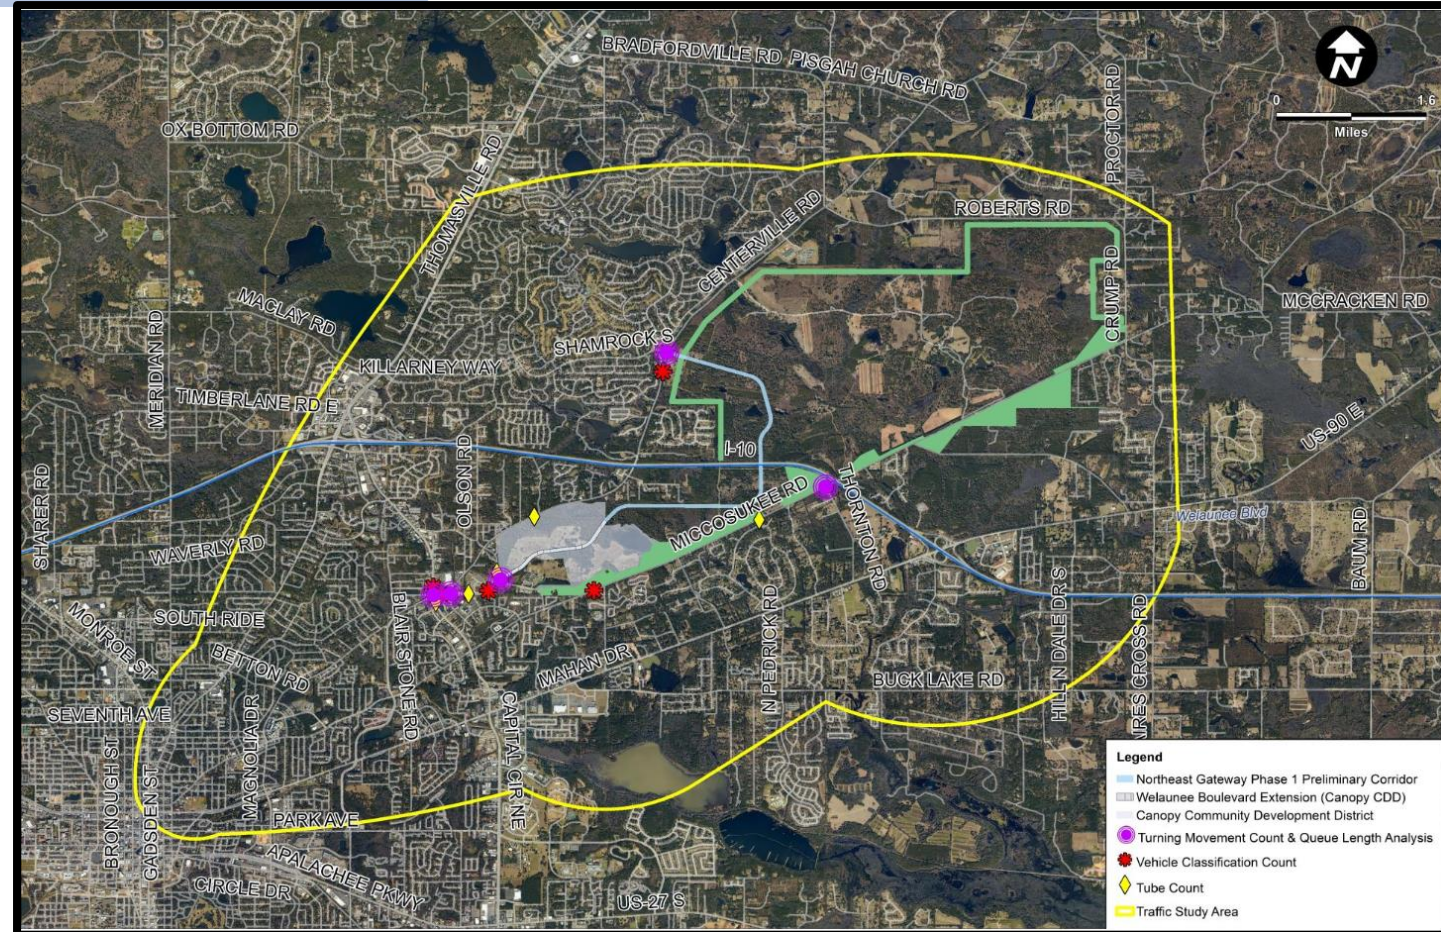 BRADFORDVILLE RD
PISGAH CHURCH RD
N
0 1.6
Miles
OX BOTTOM RD
PROCTOR RD
THOMASVILLE RD
CENTERVILLE RD
ROBERTS RD
MACLAY RD
MERIDIAN RD
SHAMROCK S
CRUMP RD
MCCRACKEN RD
KILLARNEY WAY
TIMBERLANE RD E
US-90 E
I-10
OLSON RD
SHARER RD
MICCOSUKEE RD
THORNTON RD
Welaunee Blvd
BAUM RD
WAVERLY RD
BLAIR STONE RD
SOUTH RIDE
MONROE ST
BETTON RD
MAHAN DR
N PEDRICK RD
BUCK LAKE RD
HILL N DALE DR S
AIRES CROSS RD
SEVENTH AVE
MAGNOLIA DR
CAPITAL CIR NE
BRONOUGH ST
GADSDEN ST
PARK AVE
APALACHEE PKWY
CIRCLE DR
US-27 S
Legend
Northeast Gateway Phase 1 Preliminary Corridor
Welaunee Boulevard Extension (Canopy CDD)
Canopy Community Development District
Turning Movement Count & Queue Length Analysis
Vehicle Classification Count
Tube Count
Traffic Study Area